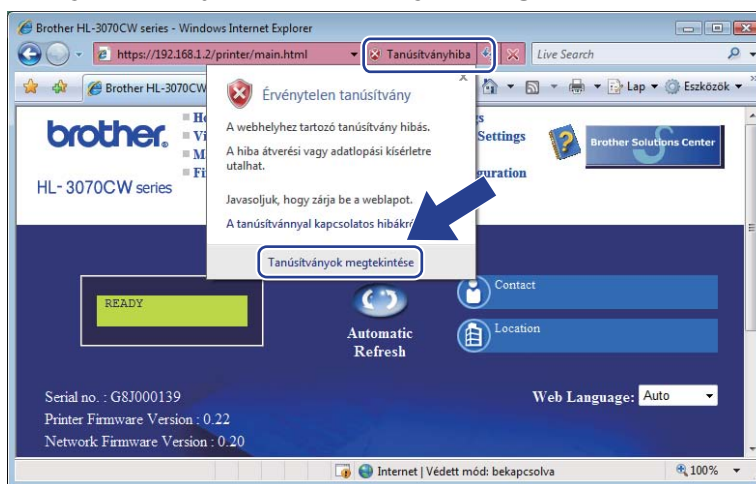 Brother HL-3070CW series - Windows Internet Explorer
https://192.168.1.2/printer/main.html
Tanúsítványhiba
Live Search
Brother HL-3070CW
Lap
Eszközök
Érvénytelen tanúsítvány
A webhelyhez tartozó tanúsítvány hibás.
A hiba átverési vagy adatlopási kísérletre
utalhat.
Javasoljuk, hogy zárja be a weblapot.
A tanúsítvánnyal kapcsolatos
Tanúsítványok megtekintése
brother.
HL-3070CW series
Settings
Brother Solutions Center
READY
Automatic
Refresh
Contact
Location
Serial no. : G8J000139
Web Language: Auto
Printer Firmware Version : 0.22
Network Firmware Version : 0.20
Internet | Védett mód: bekapcsolva
100%